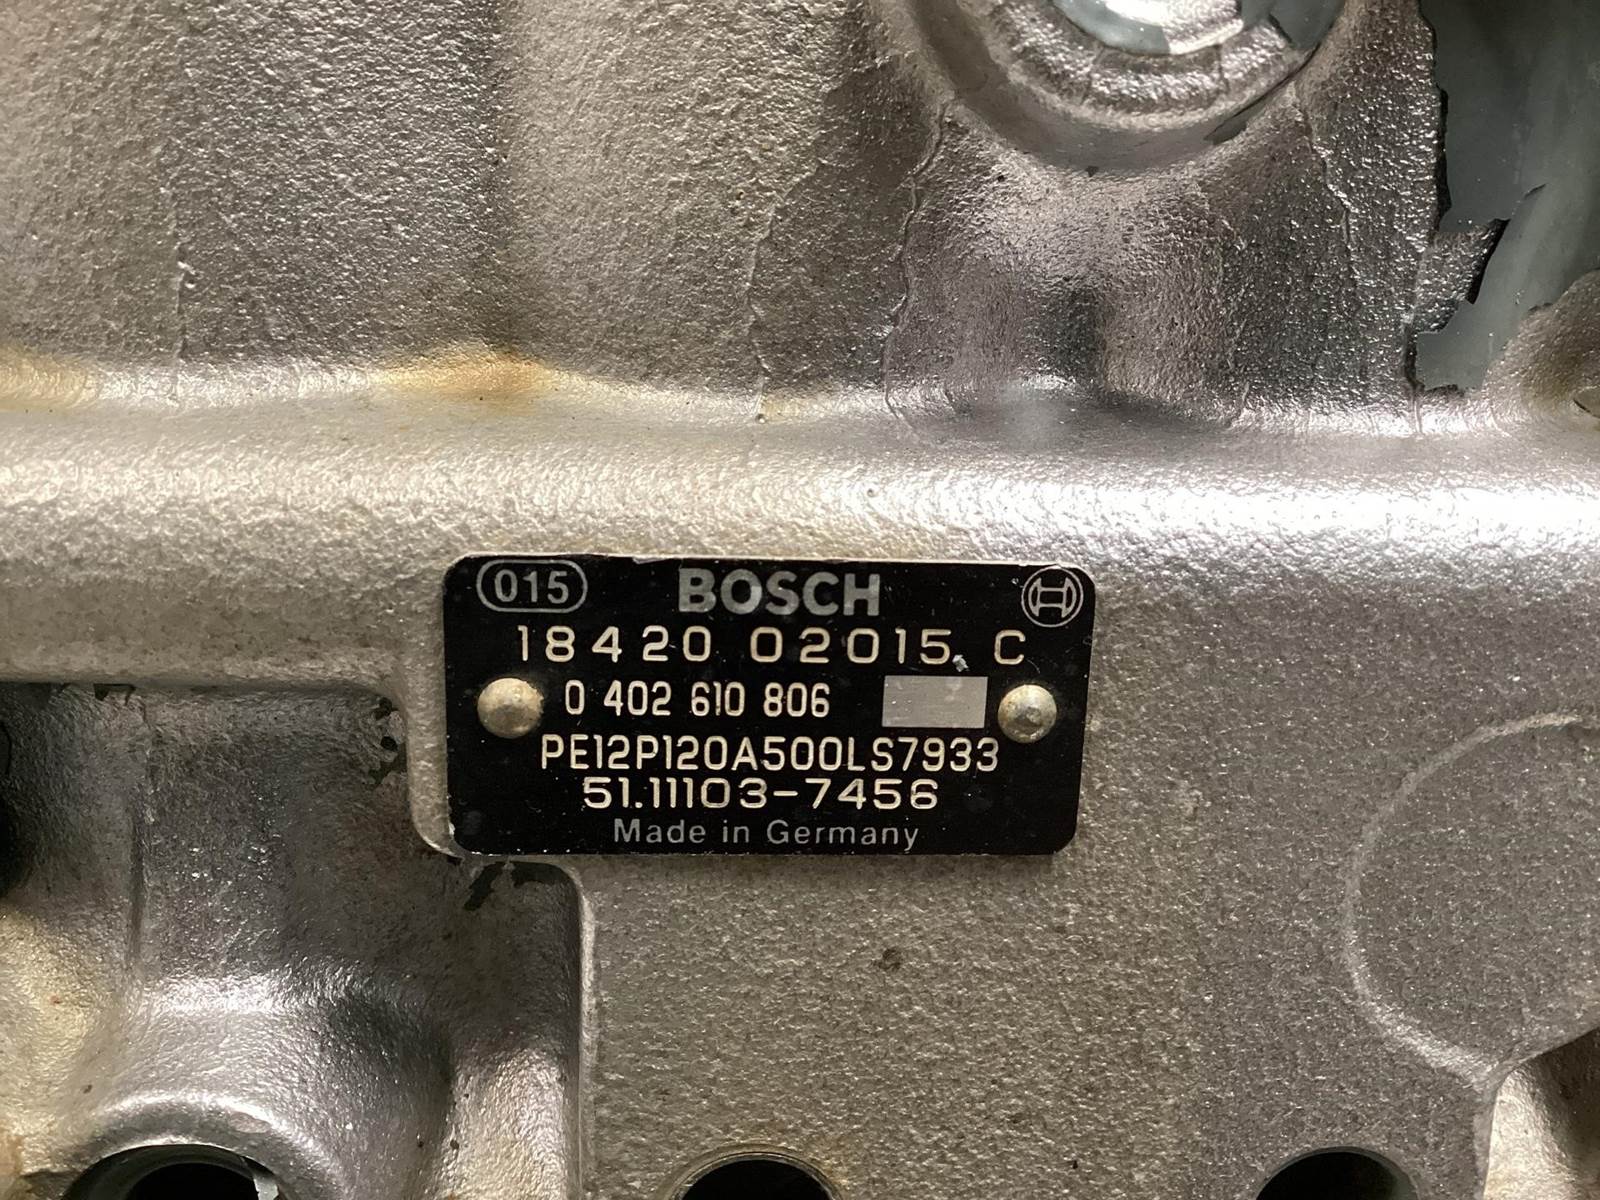 015 BOSCH
18420 02015. C
0 402 610 806
PE12P120A500LS7933
51.11103-7456
Made in Germany